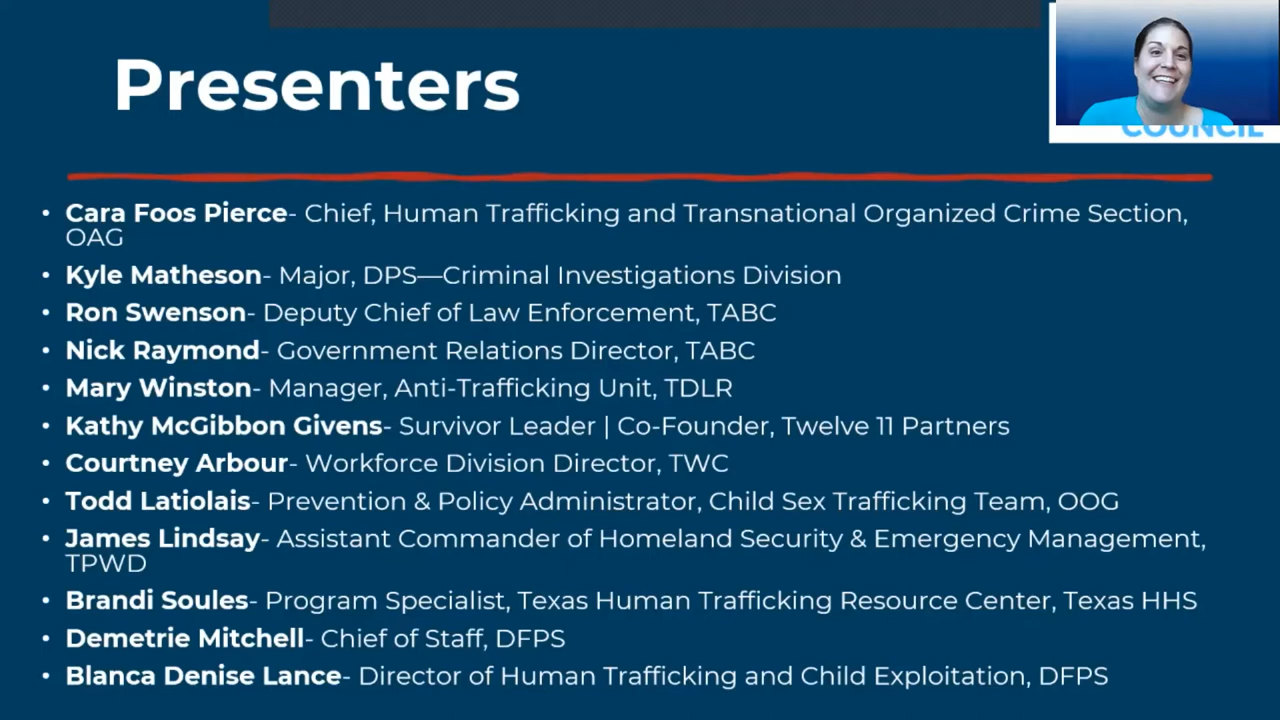 Presenters
COUNCIL
• Cara Foos Pierce- Chief, Human Trafficking and Transnational Organized Crime Section,
OAG
• Kyle Matheson- Major, DPS—Criminal Investigations Division
• Ron Swenson- Deputy Chief of Law Enforcement, TABC
• Nick Raymond- Government Relations Director, TABC
• Mary Winston- Manager, Anti-Trafficking Unit, TDLR
• Kathy McGibbon Givens- Survivor Leader | Co-Founder, Twelve 11 Partners
• Courtney Arbour- Workforce Division Director, TWC
• Todd Latiolais- Prevention & Policy Administrator, Child Sex Trafficking Team, OOG
• James Lindsay- Assistant Commander of Homeland Security & Emergency Management,
TPWD
• Brandi Soules- Program Specialist, Texas Human Trafficking Resource Center, Texas HHS
• Demetrie Mitchell- Chief of Staff, DFPS
• Blanca Denise Lance- Director of Human Trafficking and Child Exploitation, DFPS